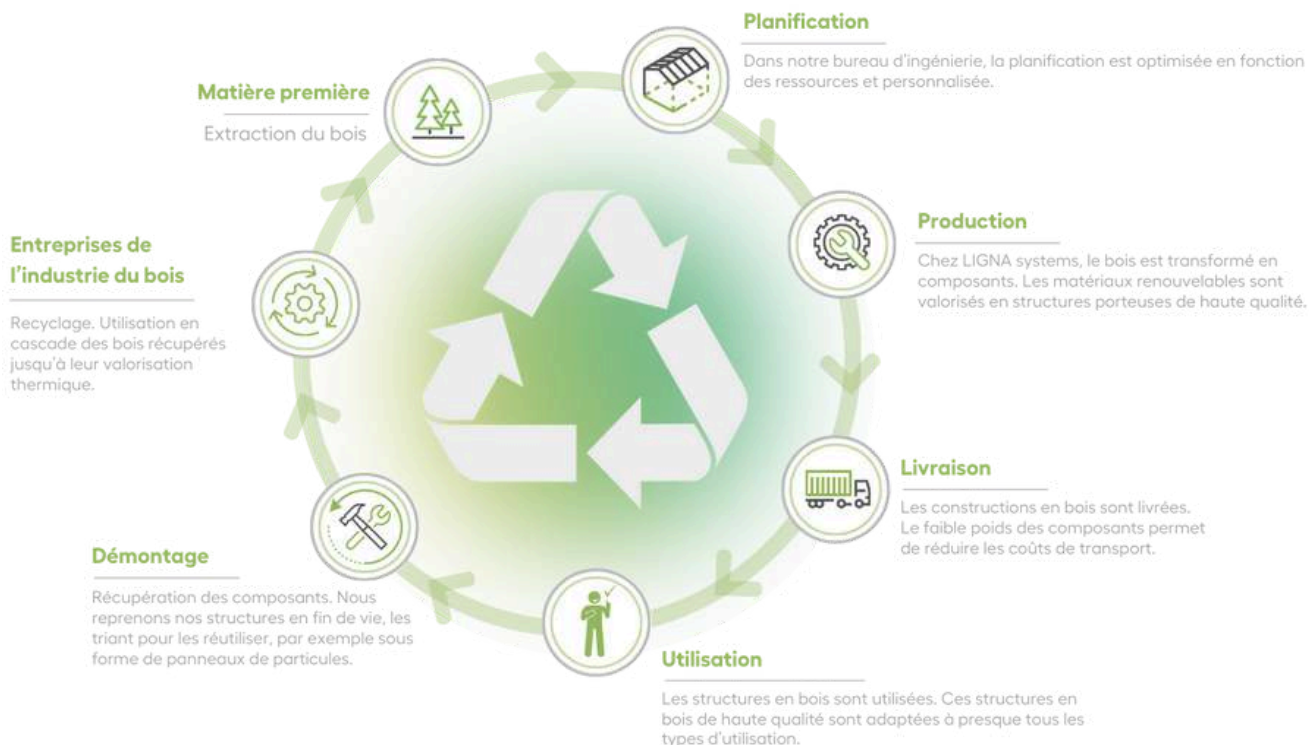 Planification
Dans notre bureau d'ingénierie, la planification est optimisée en fonction
des ressources et personnalisée.
Matière première
Extraction du bois
Production
Chez LIGNA systems, le bois est transformé en
composants. Les matériaux renouvelables sont
valorisés en structures porteuses de haute qualité.
Entreprises de
l'industrie du bois
Recyclage. Utilisation en
cascade des bois récupérés
jusqu'à leur valorisation
thermique.
Livraison
Les constructions en bois sont livrées.
Le faible poids des composants permet
de réduire les coûts de transport.
Démontage
Récupération des composants. Nous
reprenons nos structures en fin de vie, les
triant pour les réutiliser, par exemple sous
forme de panneaux de particules.
Utilisation
Les structures en bois sont utilisées. Ces structures en
bois de haute qualité sont adaptées à presque tous les
types d'utilisation.